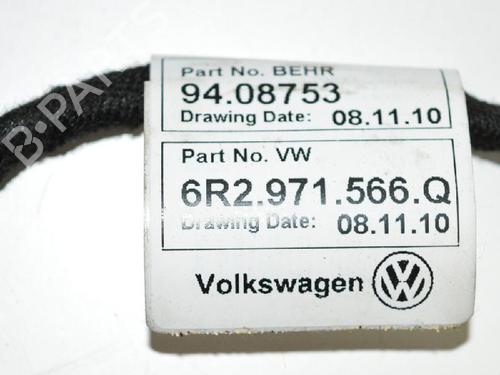 Part No. BEHR
94.08753
Drawing Date: 08.11.10
Part No. VW
6R2.971.566.Q
Drawing Date: 08.11.10
Volkswagen
B-PARTS